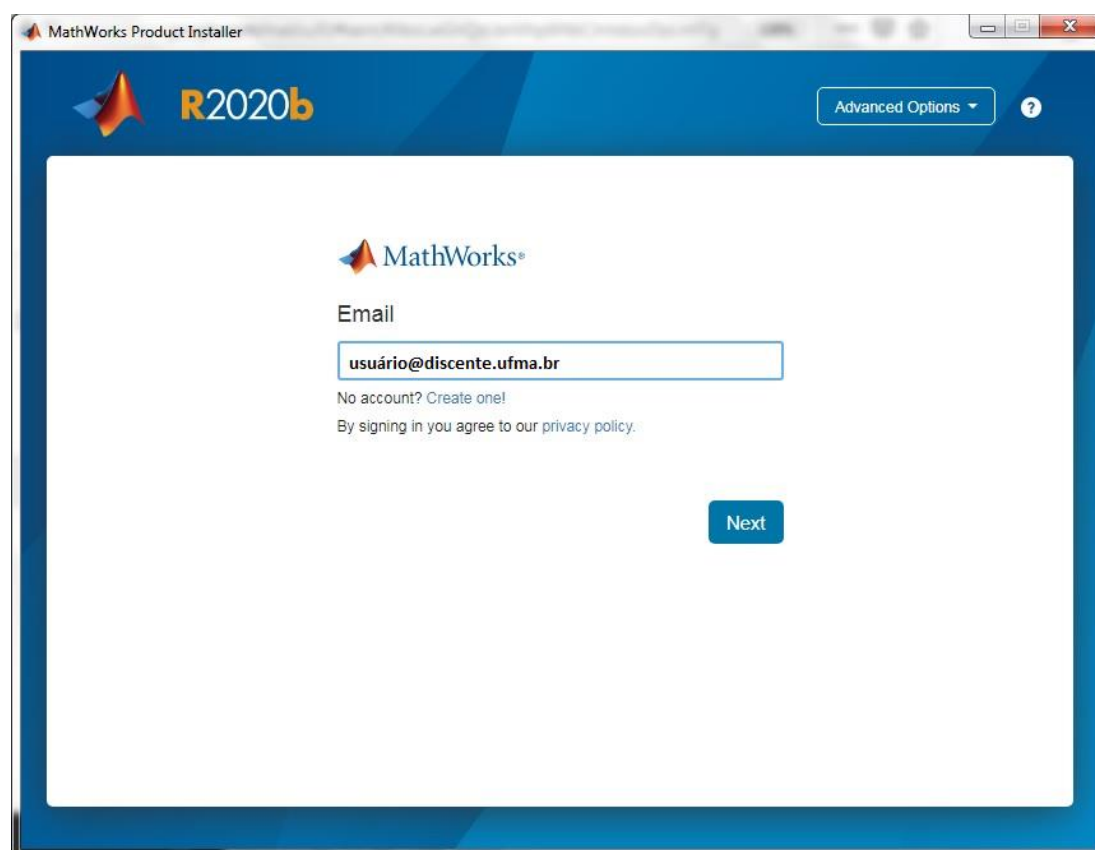 MathWorks Product Installer
R2020b
Advanced Options
?
MathWorks®
Email
usuário@discente.ufma.br
No account? Create one!
By signing in you agree to our privacy policy.
Next